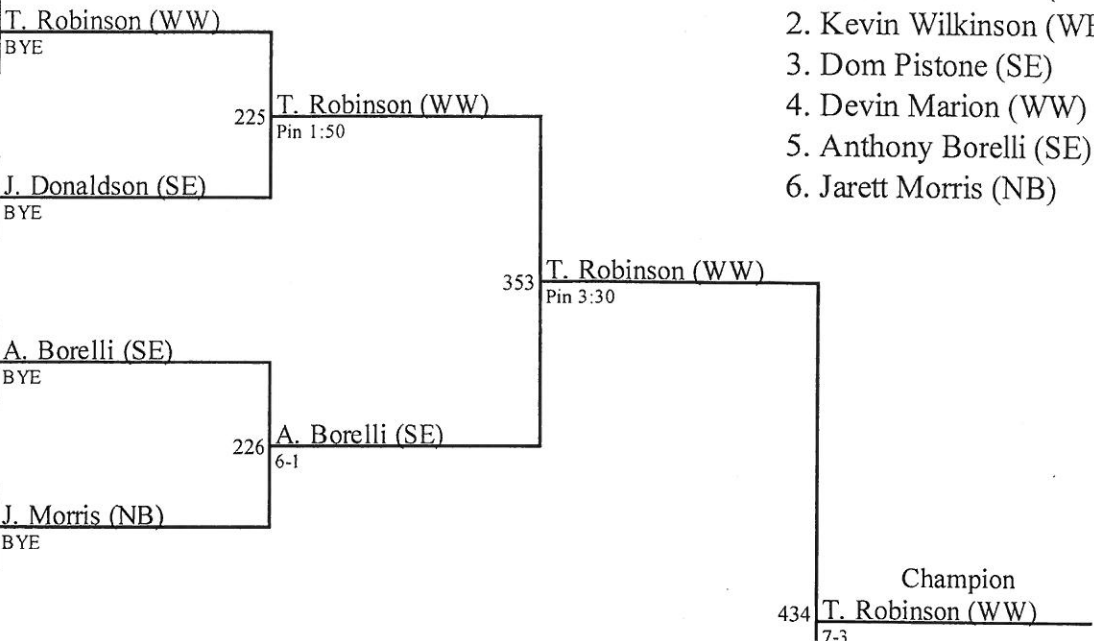 T. Robinson (WW)
BYE
225
T. Robinson (WW)
Pin 1:50
J. Donaldson (SE)
BYE
353
T. Robinson (WW)
Pin 3:30
A. Borelli (SE)
BYE
226
A. Borelli (SE)
6-1
J. Morris (NB)
BYE
Champion
434
T. Robinson (WW)
7-3
2. Kevin Wilkinson
3. Dom Pistone (SE)
4. Devin Marion (WW)
5. Anthony Borelli (SE)
6. Jarett Morris (NB)